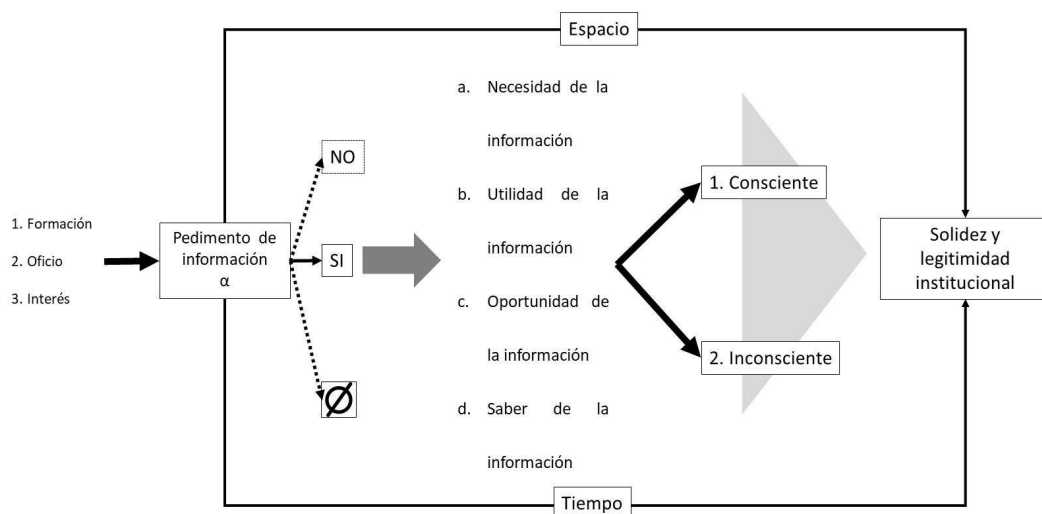 Espacio
1. Formación
2. Oficio
3. Interés
Pedimento de
información
α
NO
SI
Ø
a. Necesidad de la
información
b. Utilidad de la
información
c. Oportunidad de
la información
d. Saber de la
información
1. Consciente
2. Inconsciente
Solidez y
legitimidad
institucional
Tiempo